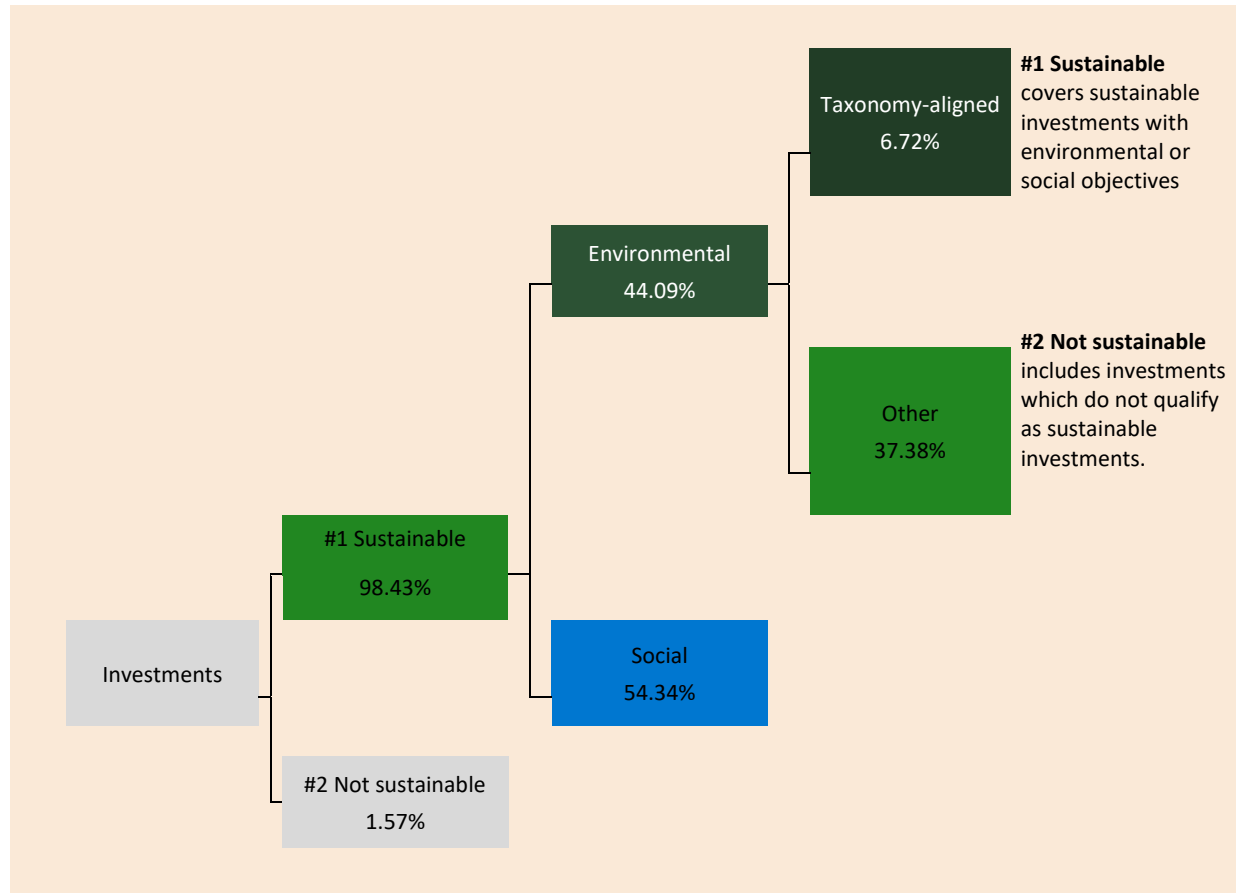 Investments
#1 Sustainable
98.43%
#2 Not sustainable
1.57%
Environmental
44.09%
Social
54.34%
Taxonomy-aligned
6.72%
Other
37.38%
#1 Sustainable
covers sustainable
investments with
environmental or
social objectives
#2 Not sustainable
includes investments
which do not qualify
as sustainable
investments.